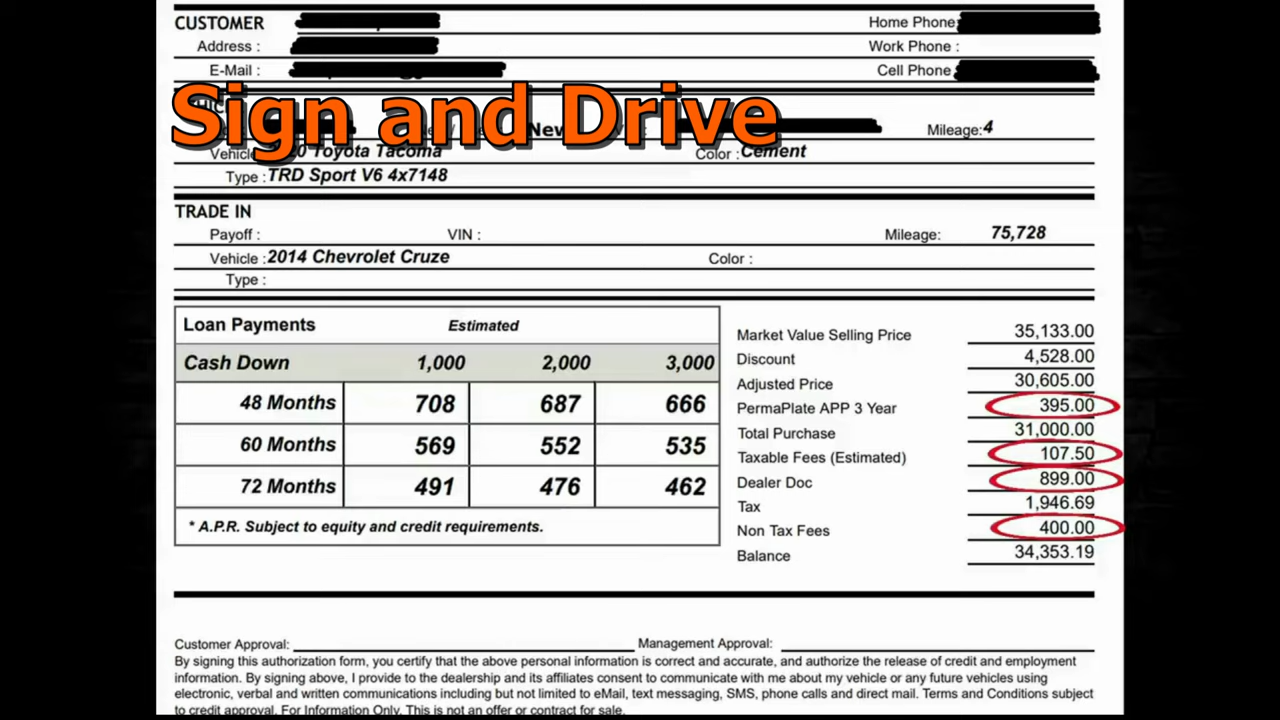 CUSTOMER
Home Phone:
Address :
Work Phone :
E-Mail :
Cell Phone
Sign and Drive
New
Mileage: 4
Vehicle
Toyota Tacoma
Color : Cement
Type : TRD Sport V6 4x7148
TRADE IN
Payoff :
VIN :
Mileage: 75,728
Vehicle : 2014 Chevrolet Cruze
Color :
Type :
Loan Payments Estimated
Cash Down 1,000 2,000 3,000
48 Months 708 687 666
60 Months 569 552 535
72 Months 491 476 462
* A.P.R. Subject to equity and credit requirements.
Market Value Selling Price 35,133.00
Discount 4,528.00
Adjusted Price 30,605.00
PermaPlate APP 3 Year 395.00
Total Purchase 31,000.00
Taxable Fees (Estimated) 107.50
Dealer Doc 899.00
Tax 1,946.69
Non Tax Fees 400.00
Balance 34,353.19
Customer Approval: Management Approval:
By signing this authorization form, you certify that the above personal information is correct and accurate, and authorize the release of credit and employment
information. By signing above, I provide to the dealership and its affiliates consent to communicate with me about my vehicle or any future vehicles using
electronic, verbal and written communications including but not limited to eMail, text messaging, SMS, phone calls and direct mail. Terms and Conditions subject
to credit approval. For Information Only. This is not an offer or contract for sale.